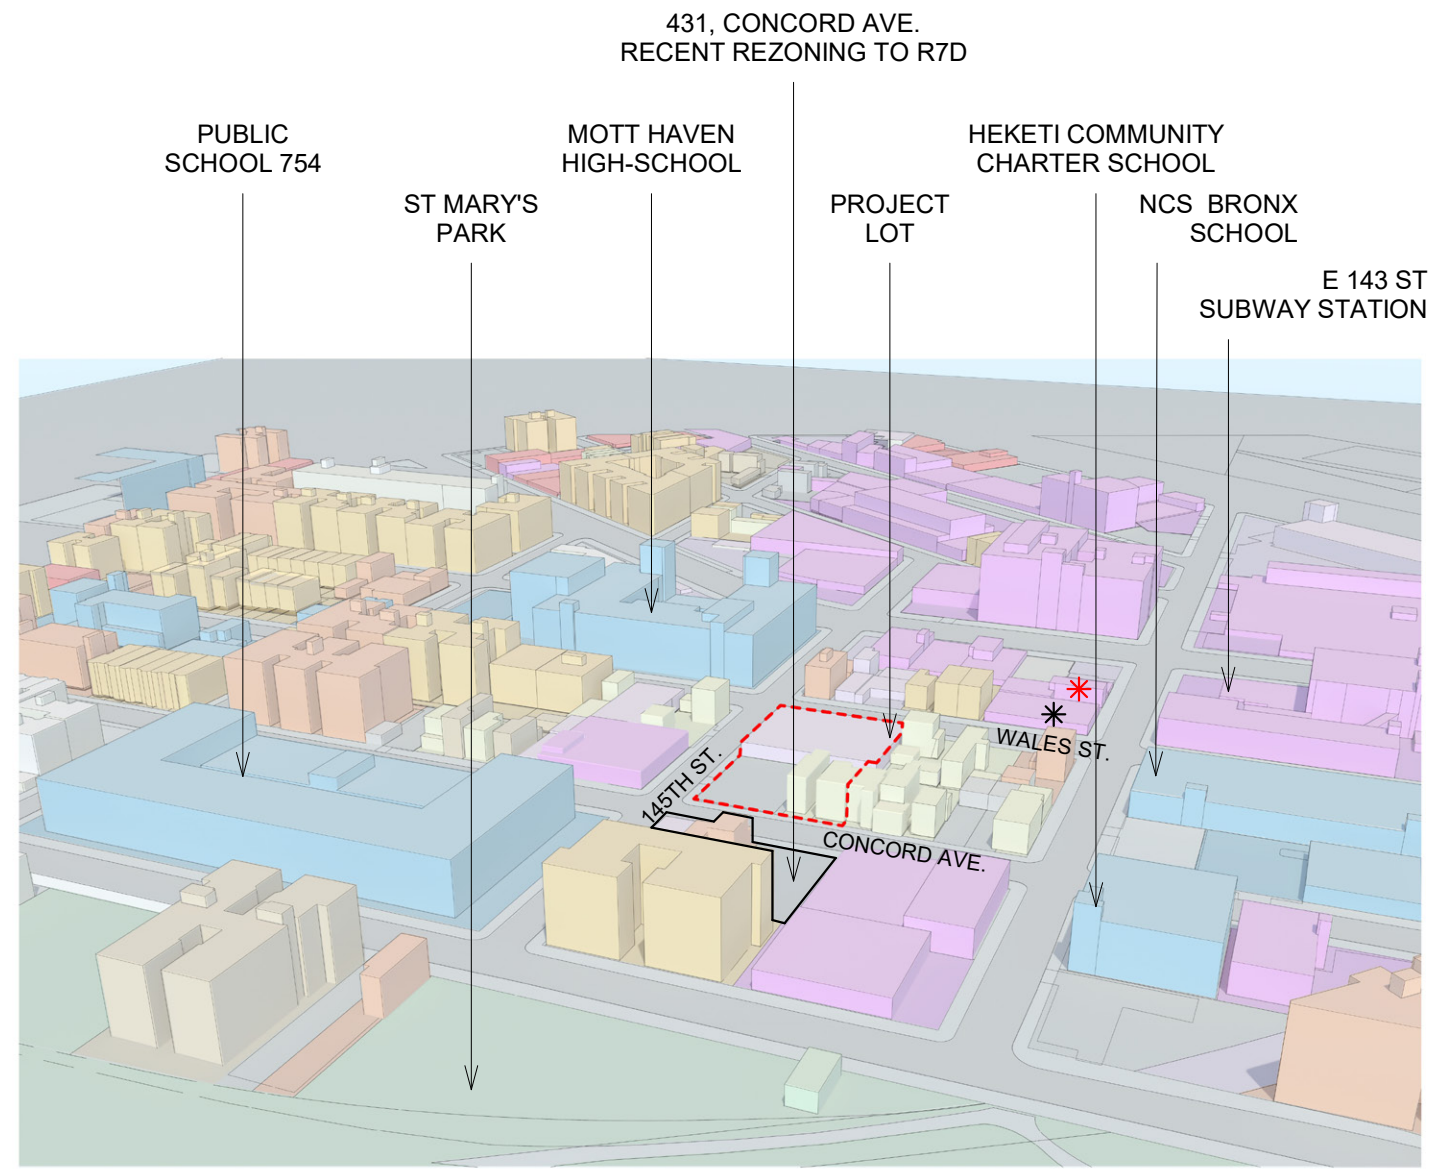 431, CONCORD AVE.
RECENT REZONING TO R7D
PUBLIC
SCHOOL 754
MOTT HAVEN
HIGH-SCHOOL
HEKETI COMMUNITY
CHARTER SCHOOL
ST MARY'S
PARK
PROJECT
LOT
NCS BRONX
SCHOOL
E 143 ST
SUBWAY STATION
WALES ST.
145TH ST.
CONCORD AVE.